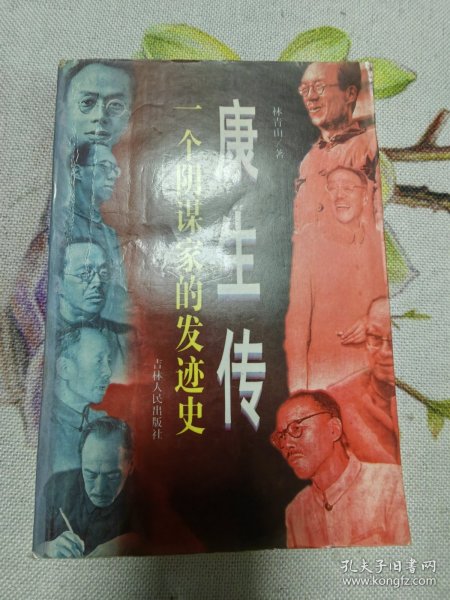 康生传
一个阴谋家的发迹史
林青山/著
吉林人民出版社
孔夫子旧书网
www.kongfz.com